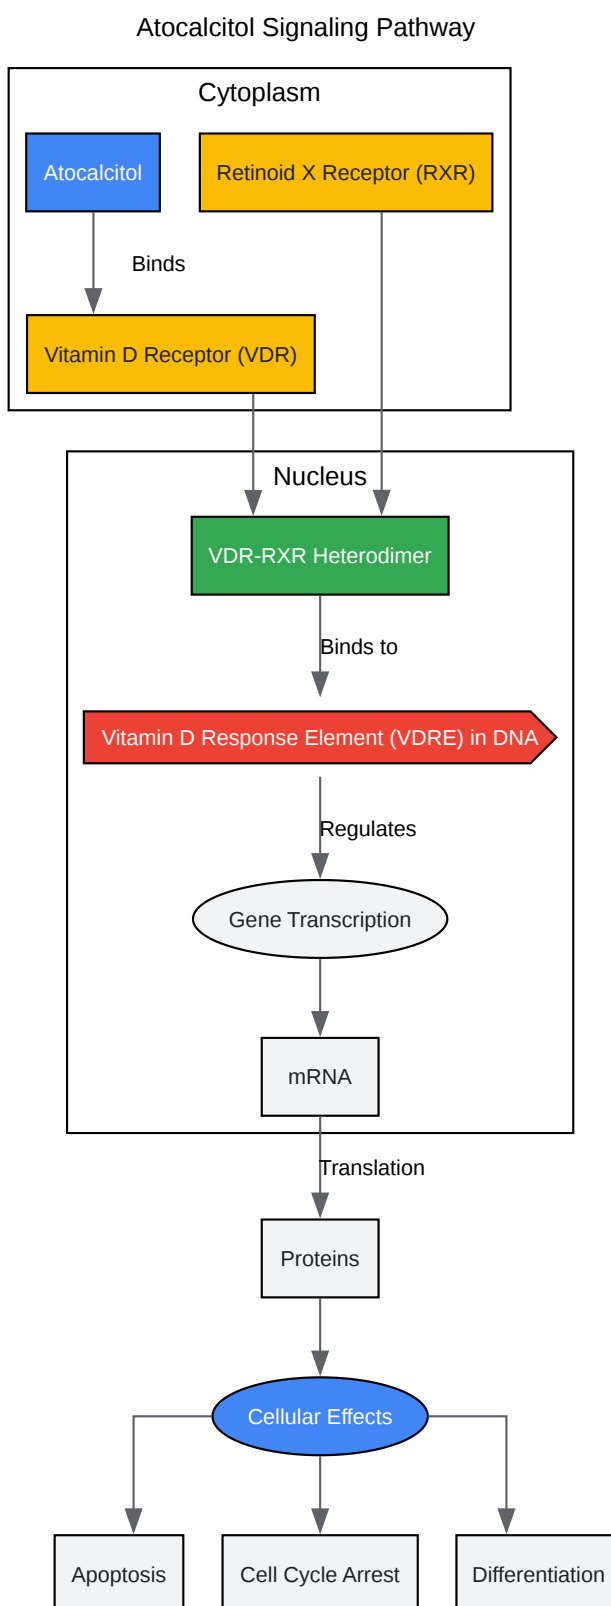 Atocalcitol Signaling Pathway
Cytoplasm
Atocalcitol
Retinoid X Receptor (RXR)
Binds
Vitamin D Receptor (VDR)
Nucleus
VDR-RXR Heterodimer
Binds to
Vitamin D Response Element (VDRE) in DNA
Regulates
Gene Transcription
mRNA
Translation
Proteins
Cellular Effects
Apoptosis
Cell Cycle Arrest
Differentiation